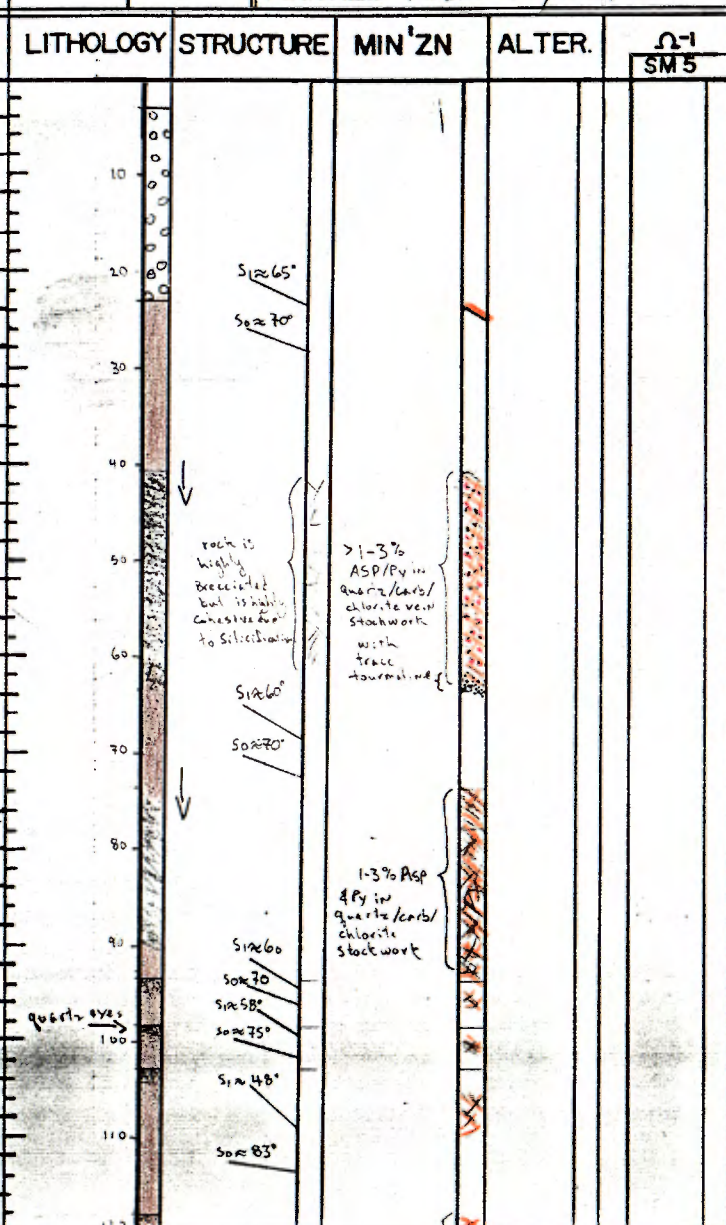 LITHOLOGY STRUCTURE MIN'ZN ALTER. Ω-1
SM 5
10
20
S₁≈65°
S₀≈70°
30
40
rock is
highly
Brecciated
but is highly
cohesive due
to Silicification
50
>1-3%
ASP/Py in
quartz/carb/
chlorite vein
stockwork
with
trace
tourmaline
60
S₁≈60°
S₀≈70°
70
80
1-3% Asp
& Py in
quartz/carb/
chlorite
stockwork
90
S₁≈60
S₀≈70
S₁≈58°
S₀≈75°
quartz eyes
100
S₁≈48°
110
S₀≈83°